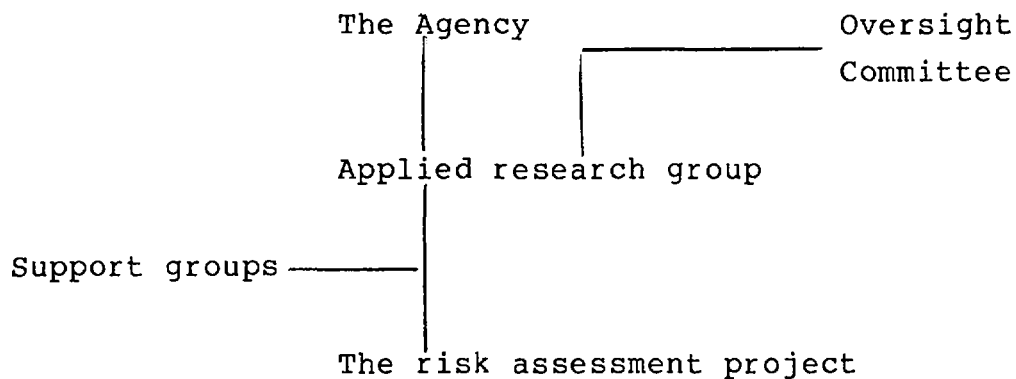 The Agency
Oversight
Committee
Applied research group
Support groups
The risk assessment project